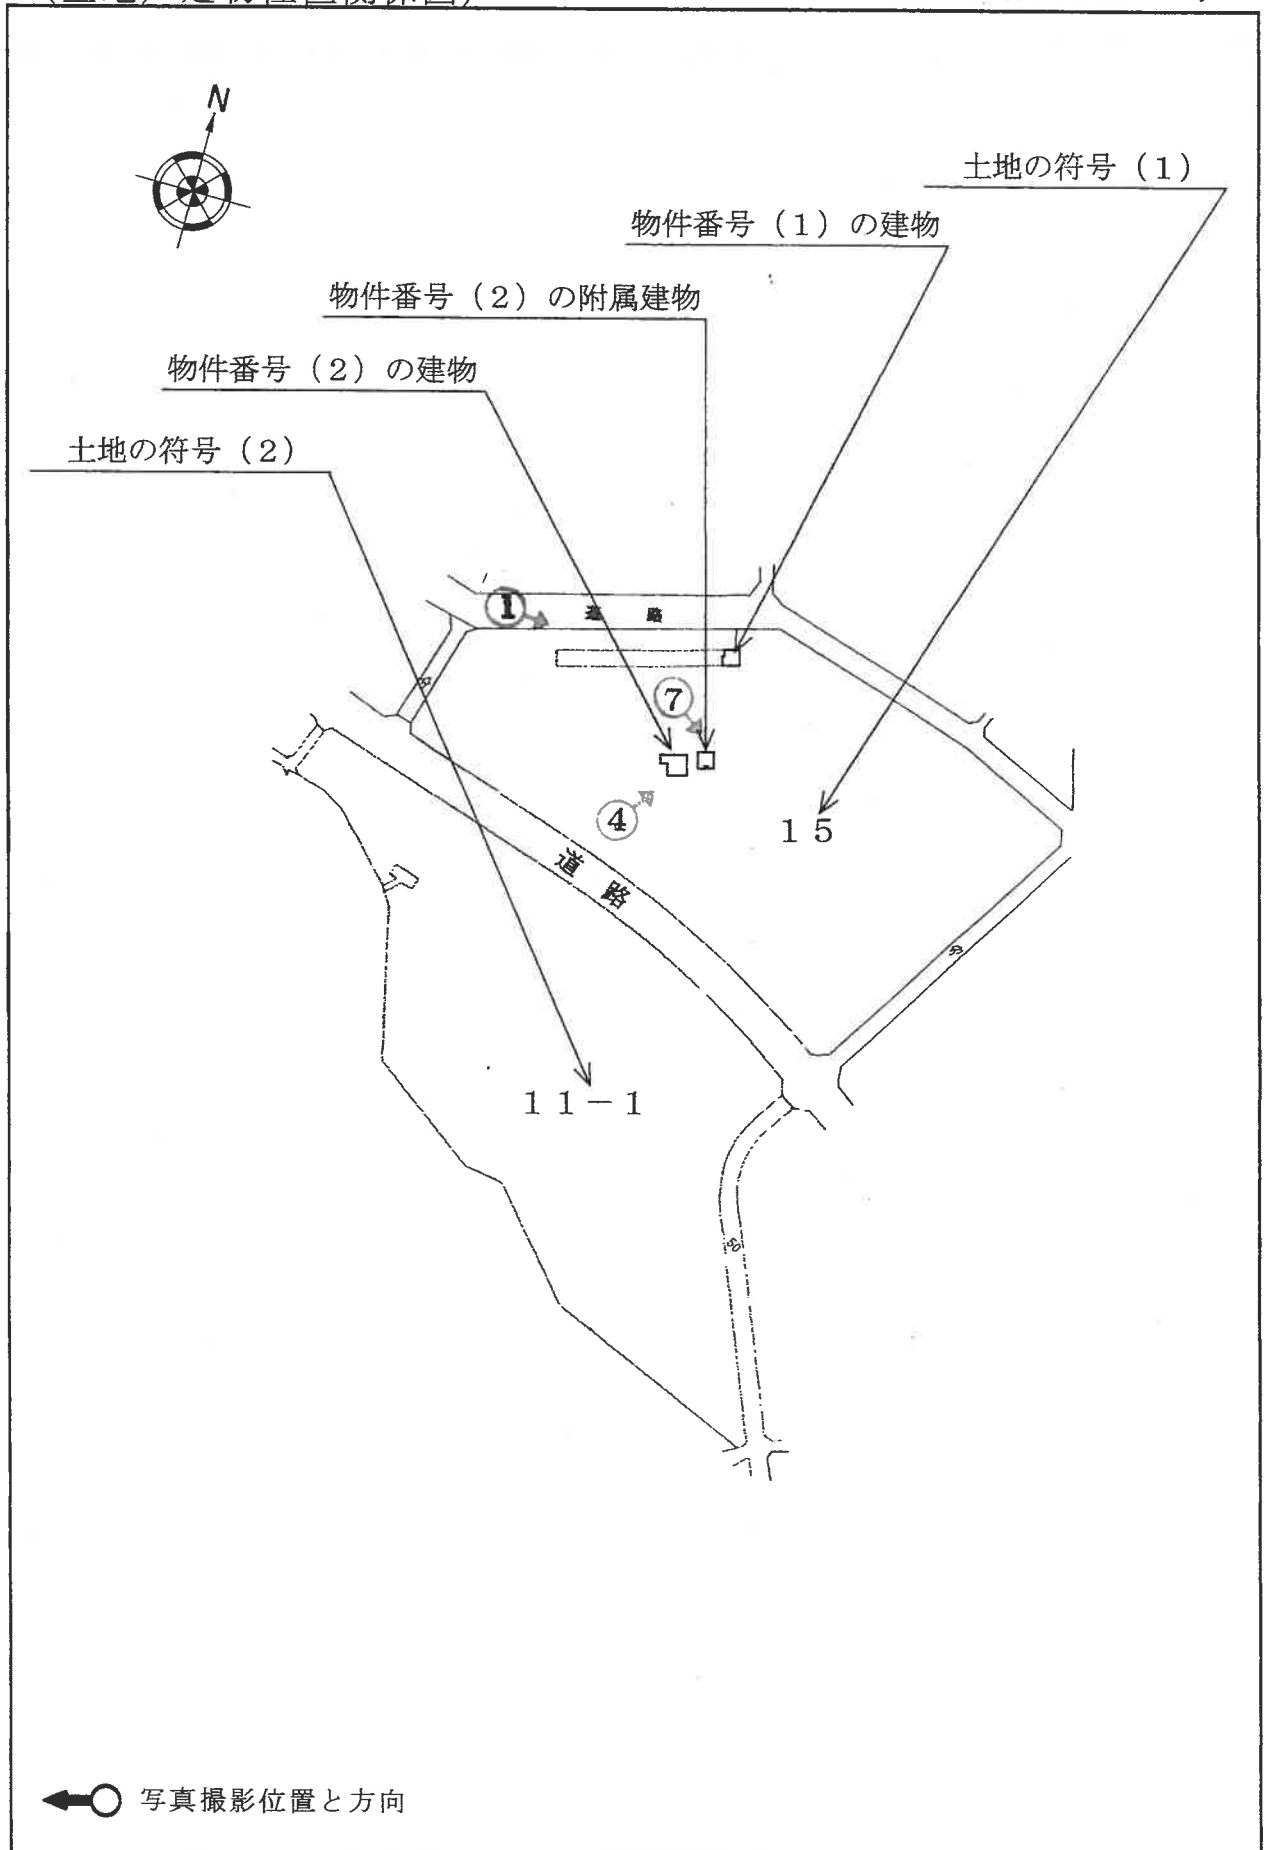 N
土地の符号（1）
物件番号（1）の建物
物件番号（2）の附属建物
物件番号（2）の建物
土地の符号（2）
1
道路
7
4
15
道路
11－1
50
写真撮影位置と方向